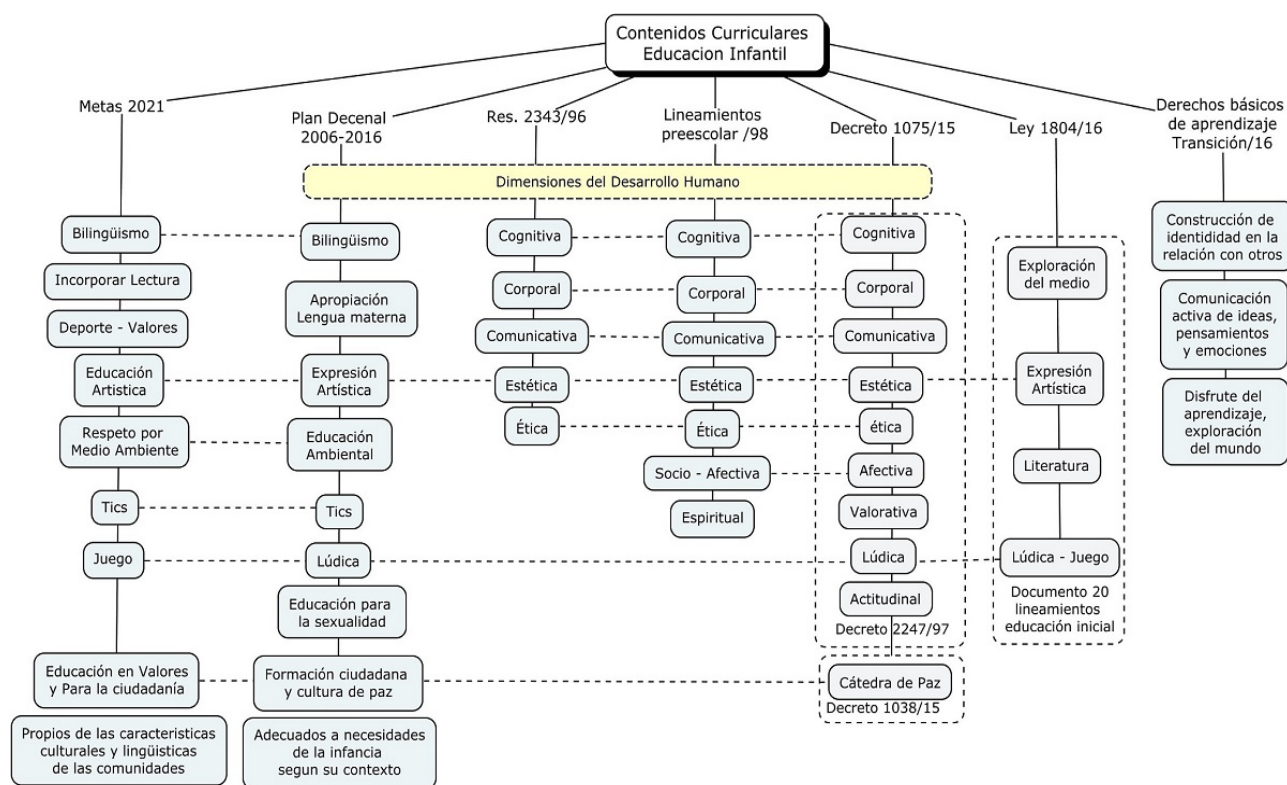 Contenidos Curriculares
Educacion Infantil
Metas 2021
Plan Decenal
2006-2016
Res. 2343/96
Lineamientos
preescolar /98
Decreto 1075/15
Ley 1804/16
Derechos básicos
de aprendizaje
Transición/16
Dimensiones del Desarrollo Humano
Bilingüismo
Incorporar Lectura
Deporte - Valores
Educación
Artistica
Respeto por
Medio Ambiente
Tics
Juego
Educación en Valores
y Para la ciudadanía
Propios de las caracteristicas
culturales y lingüisticas
de las comunidades
Bilingüismo
Apropiación
Lengua materna
Expresión
Artística
Educación
Ambiental
Tics
Lúdica
Educación para
la sexualidad
Formación ciudadana
y cultura de paz
Adecuados a necesidades
de la infancia
segun su contexto
Cognitiva
Corporal
Comunicativa
Estética
Ética
Cognitiva
Corporal
Comunicativa
Estética
Ética
Socio - Afectiva
Espiritual
Cognitiva
Corporal
Comunicativa
Estética
ética
Afectiva
Valorativa
Lúdica
Actitudinal
Decreto 2247/97
Cátedra de Paz
Decreto 1038/15
Exploración
del medio
Expresión
Artística
Literatura
Lúdica - Juego
Documento 20
lineamientos
educación inicial
Construcción de
identididad en la
relación con otros
Comunicación
activa de ideas,
pensamientos
y emociones
Disfrute del
aprendizaje,
exploración
del mundo